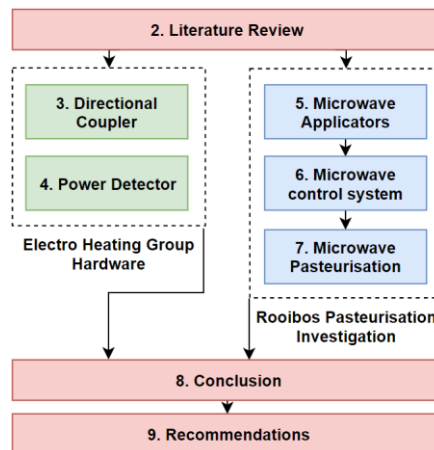 2. Literature Review
3. Directional
Coupler
4. Power Detector
Electro Heating Group
Hardware
5. Microwave
Applicators
6. Microwave
control system
7. Microwave
Pasteurisation
Rooibos Pasteurisation
Investigation
8. Conclusion
9. Recommendations